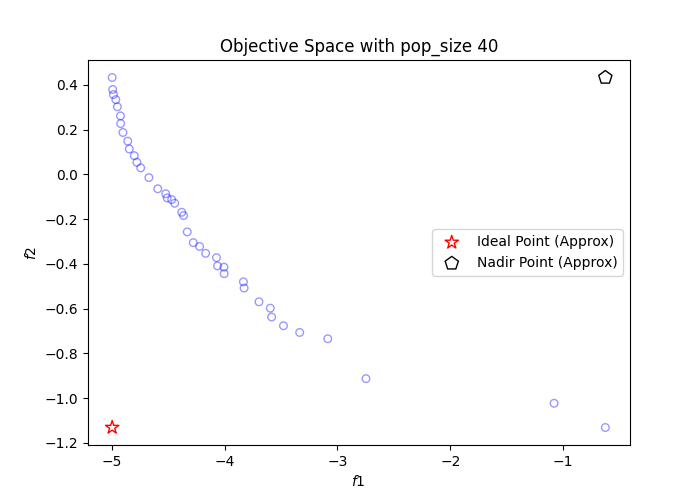 Objective Space with pop_size 40
0.4
0.2
0.0
−0.2
−0.4
−0.6
−0.8
−1.0
−1.2
f2
Ideal Point (Approx)
Nadir Point (Approx)
−5
−4
−3
−2
−1
f1